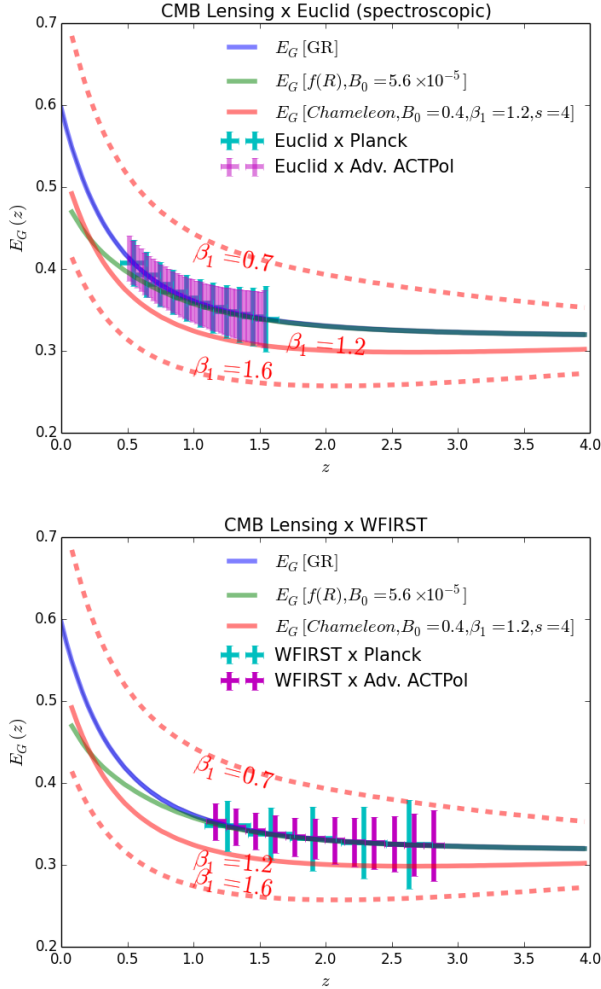 CMB Lensing x Euclid (spectroscopic)
0.7
0.6
0.5
0.4
0.3
0.2
E_G(z)
E_G[GR]
E_G[f(R),B_0=5.6×10^{-5}]
E_G[Chameleon,B_0=0.4,β_1=1.2,s=4]
Euclid x Planck
Euclid x Adv. ACTPol
β_1=0.7
β_1=1.2
β_1=1.6
0.0 0.5 1.0 1.5 2.0 2.5 3.0 3.5 4.0
z
CMB Lensing x WFIRST
0.7
0.6
0.5
0.4
0.3
0.2
E_G(z)
E_G[GR]
E_G[f(R),B_0=5.6×10^{-5}]
E_G[Chameleon,B_0=0.4,β_1=1.2,s=4]
WFIRST x Planck
WFIRST x Adv. ACTPol
β_1=0.7
β_1=1.2
β_1=1.6
0.0 0.5 1.0 1.5 2.0 2.5 3.0 3.5 4.0
z